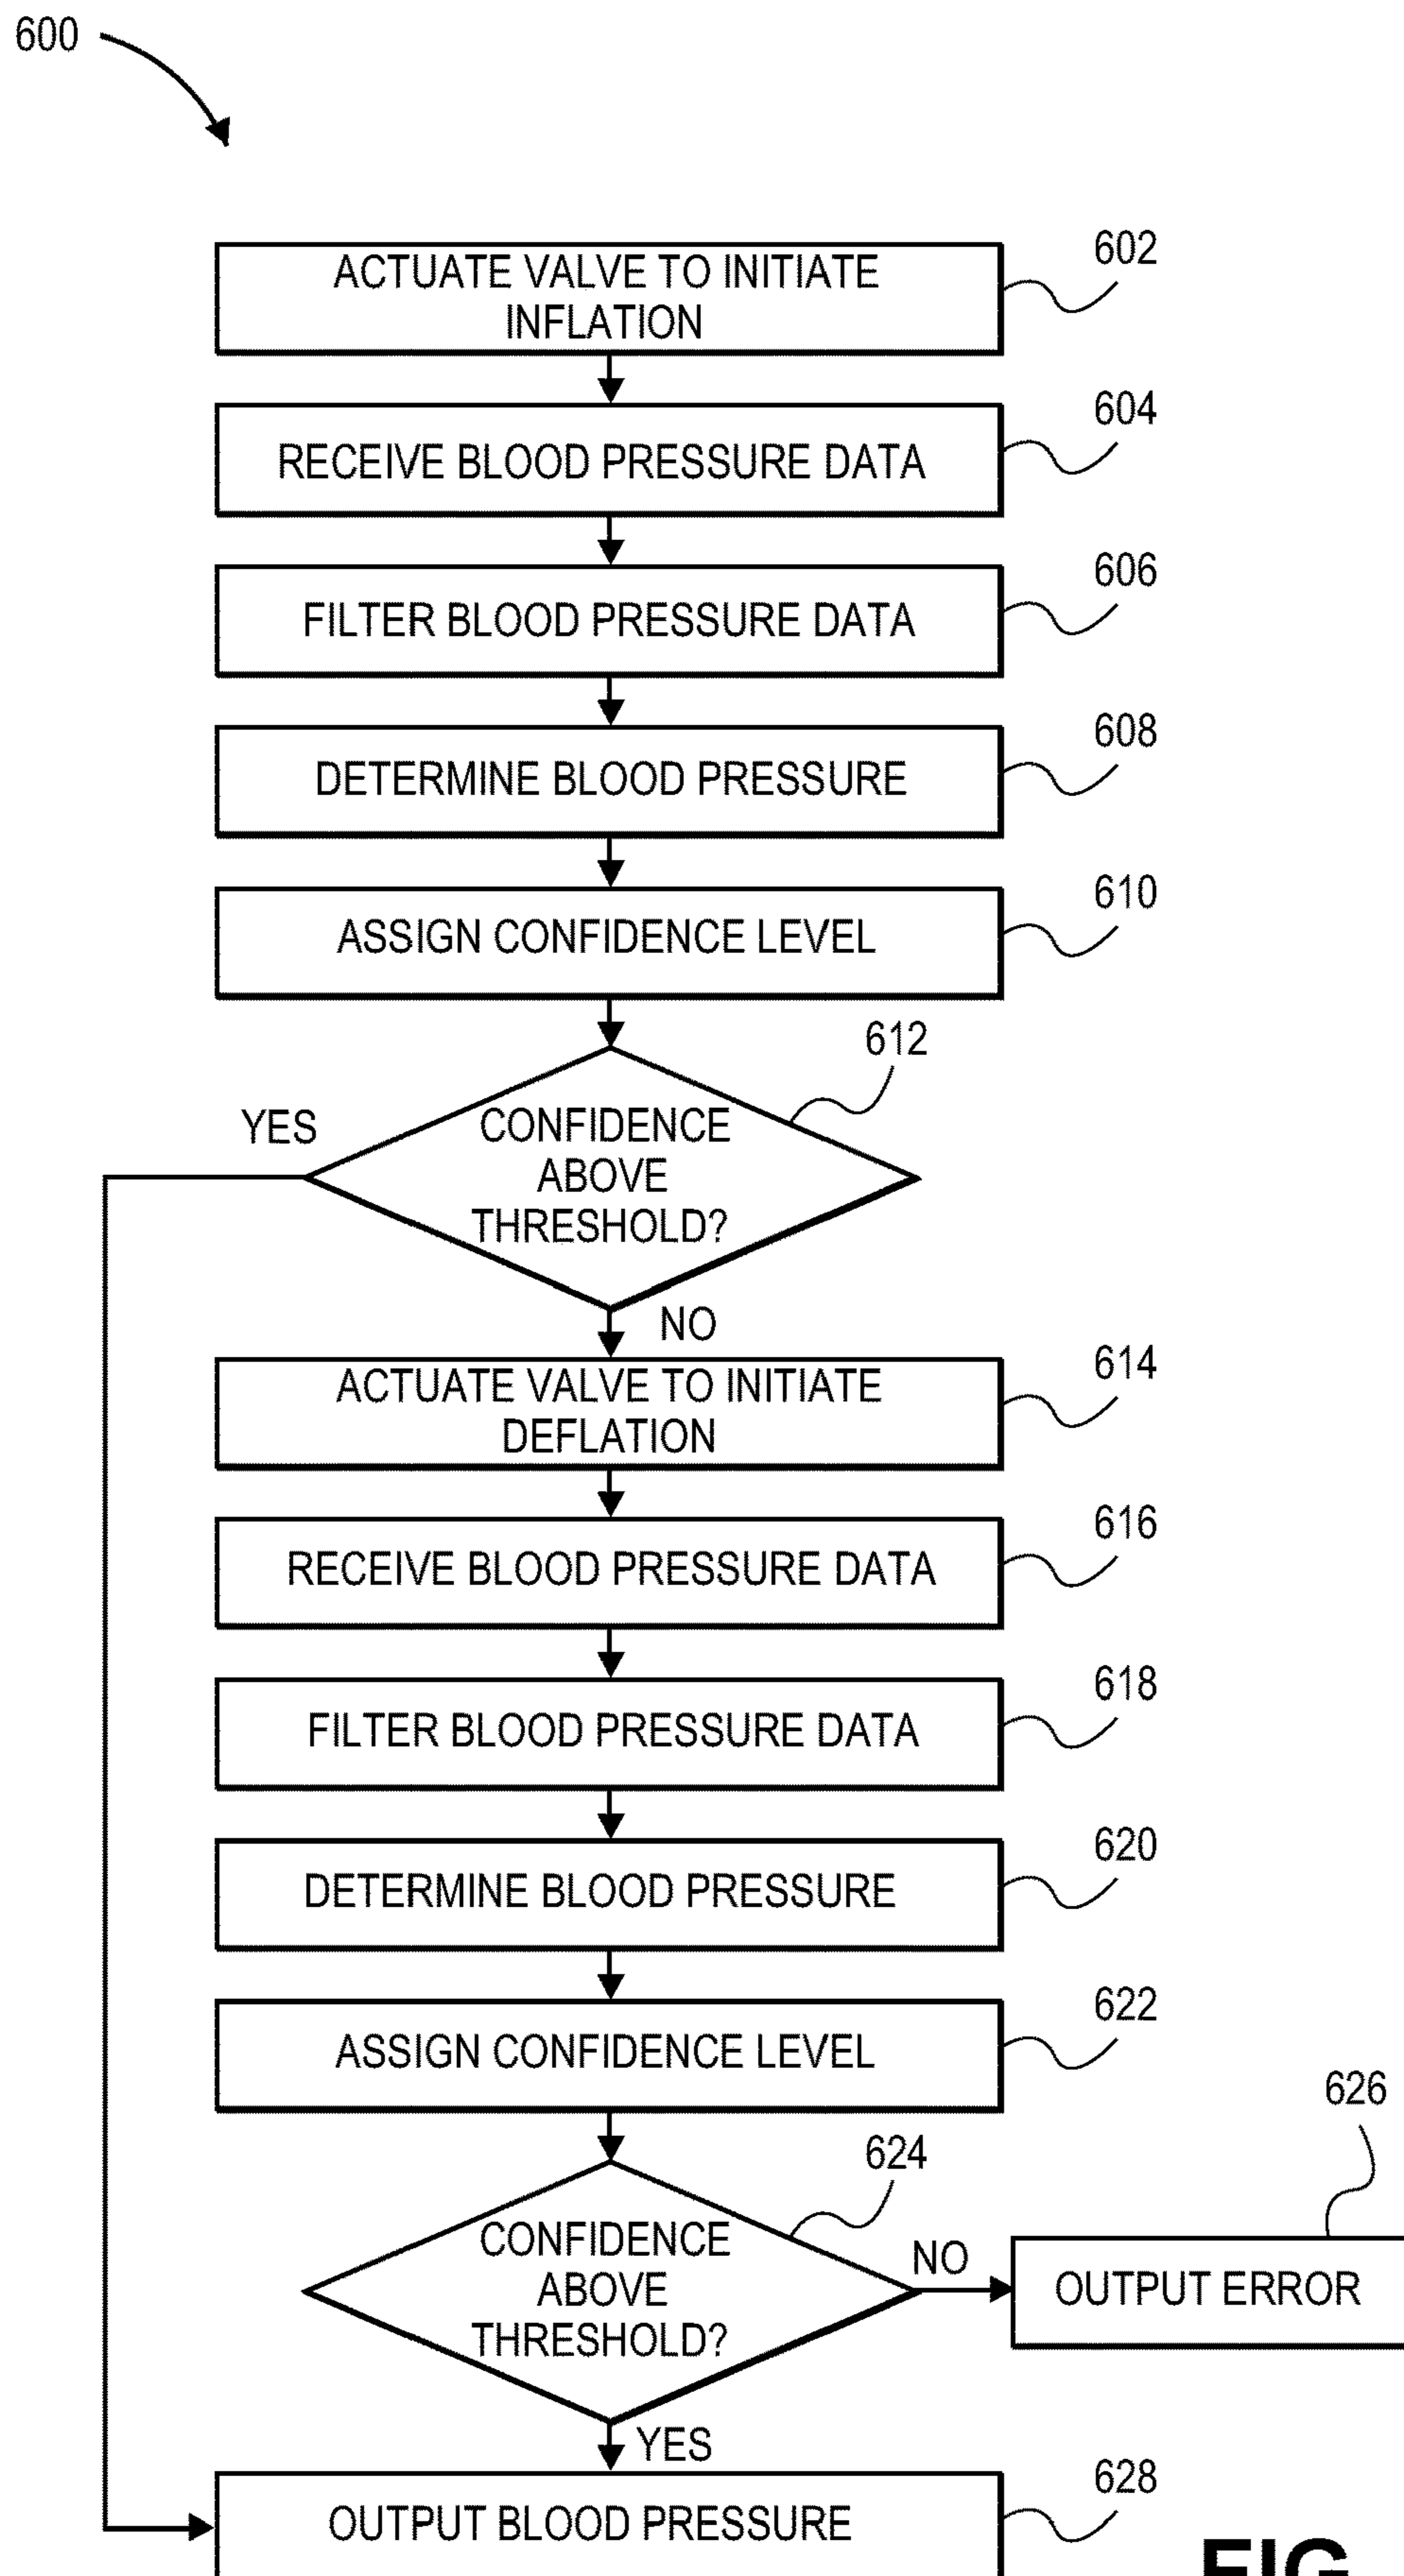 600
ACTUATE VALVE TO INITIATE
INFLATION
602
RECEIVE BLOOD PRESSURE DATA
604
FILTER BLOOD PRESSURE DATA
606
DETERMINE BLOOD PRESSURE
608
ASSIGN CONFIDENCE LEVEL
610
612
YES
CONFIDENCE
ABOVE
THRESHOLD?
NO
ACTUATE VALVE TO INITIATE
DEFLATION
614
RECEIVE BLOOD PRESSURE DATA
616
FILTER BLOOD PRESSURE DATA
618
DETERMINE BLOOD PRESSURE
620
ASSIGN CONFIDENCE LEVEL
622
624
626
CONFIDENCE
ABOVE
THRESHOLD?
NO
OUTPUT ERROR
YES
OUTPUT BLOOD PRESSURE
628
FIG